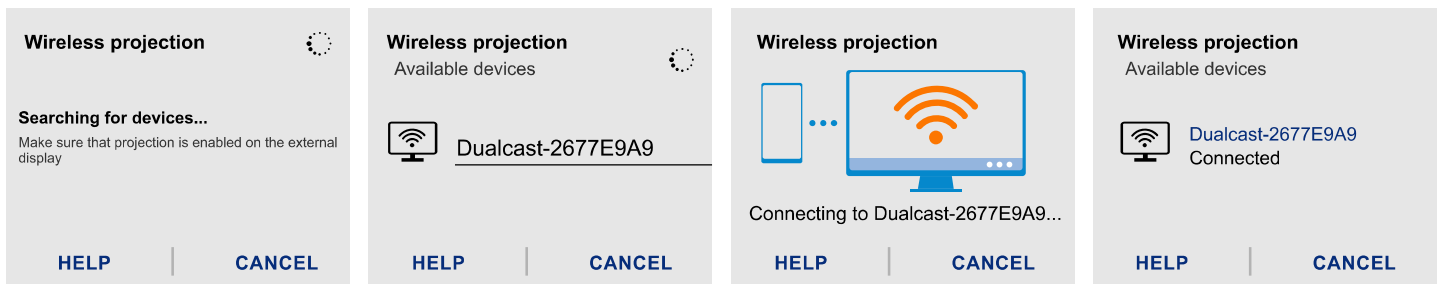 Wireless projection
Searching for devices...
Make sure that projection is enabled on the external
display
HELP
CANCEL
Wireless projection
Available devices
Dualcast-2677E9A9
HELP
CANCEL
Wireless projection
Connecting to Dualcast-2677E9A9...
HELP
CANCEL
Wireless projection
Available devices
Dualcast-2677E9A9
Connected
HELP
CANCEL